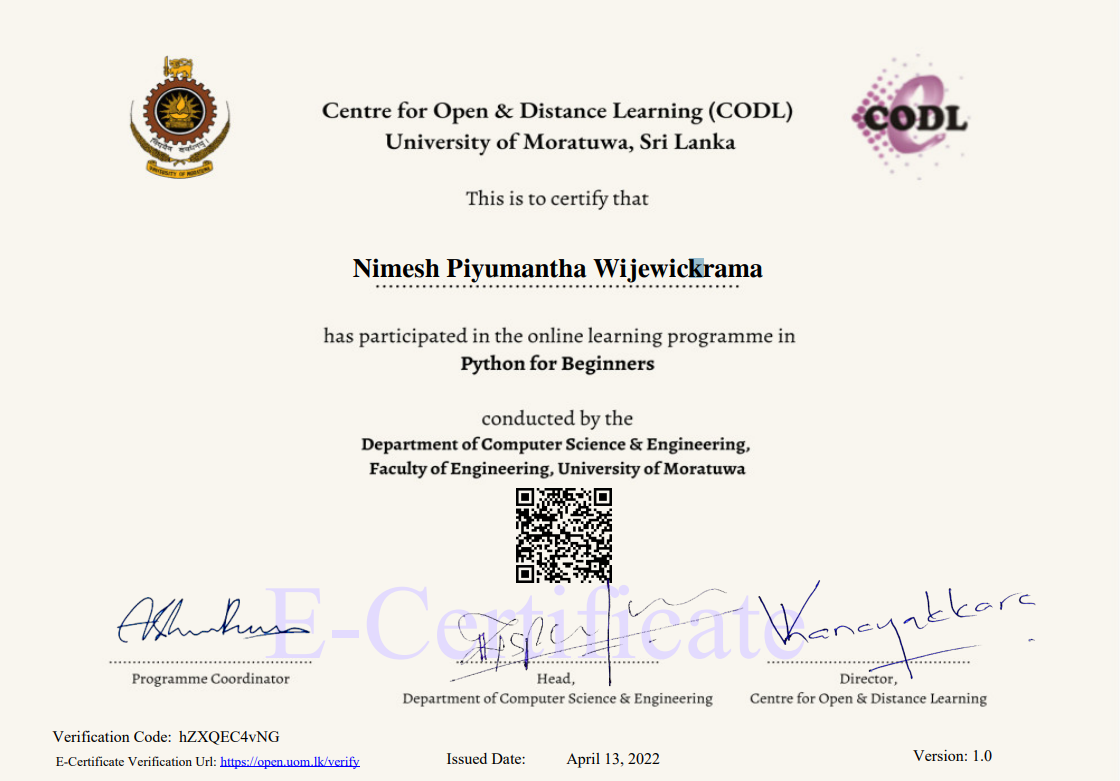 Centre for Open & Distance Learning (CODL)
University of Moratuwa, Sri Lanka
CODL
UNIVERSITY OF MORATUWA
This is to certify that
Nimesh Piyumantha Wijewickrama
has participated in the online learning programme in
Python for Beginners
conducted by the
Department of Computer Science & Engineering,
Faculty of Engineering, University of Moratuwa
E-Certificate
Programme Coordinator
Head,
Department of Computer Science & Engineering
Director,
Centre for Open & Distance Learning
Verification Code: hZXQEC4vNG
E-Certificate Verification Url: https://open.uom.lk/verify
Issued Date: April 13, 2022
Version: 1.0